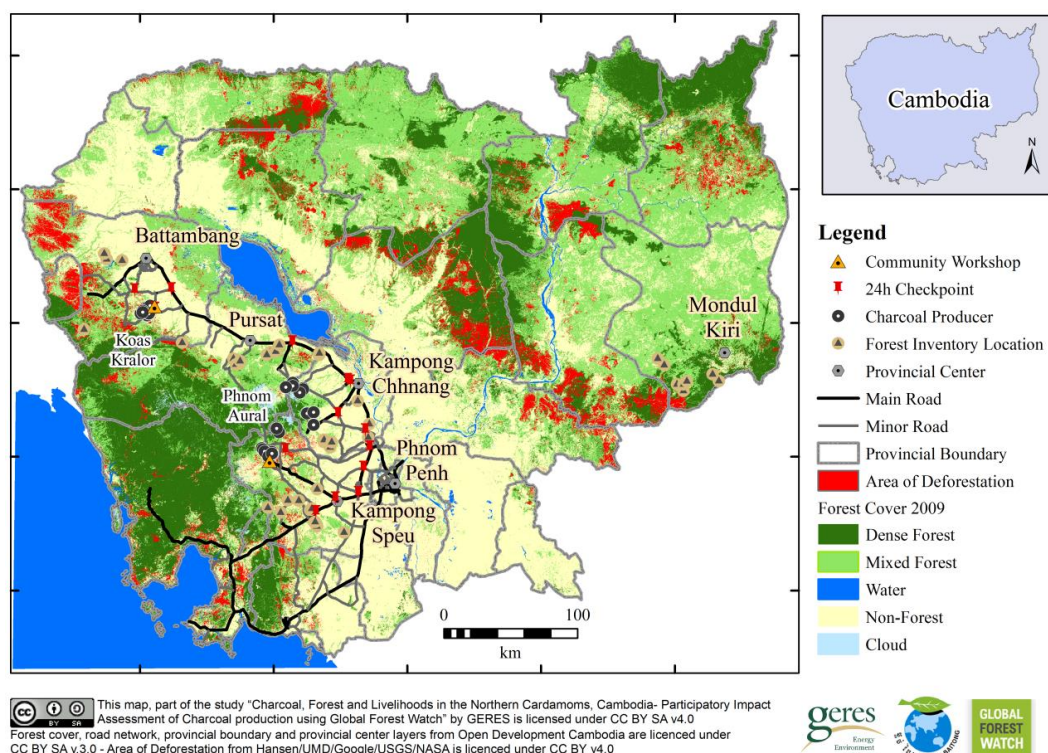 Battambang
Koas
Kralor
Pursat
Phnom
Aural
Kampong
Chhnang
Phnom
Penh
Kampong
Speu
Mondul
Kiri
0 100
km
Cambodia
N
Legend
Community Workshop
24h Checkpoint
Charcoal Producer
Forest Inventory Location
Provincial Center
Main Road
Minor Road
Provincial Boundary
Area of Deforestation
Forest Cover 2009
Dense Forest
Mixed Forest
Water
Non-Forest
Cloud
cc BY SA
This map, part of the study "Charcoal, Forest and Livelihoods in the Northern Cardamoms, Cambodia- Participatory Impact
Assessment of Charcoal production using Global Forest Watch" by GERES is licensed under CC BY SA v4.0
Forest cover, road network, provincial boundary and provincial center layers from Open Development Cambodia are licenced under
CC BY SA v.3.0 - Area of Deforestation from Hansen/UMD/Google/USGS/NASA is licenced under CC BY v4.0
geres
Energy
Environment
GLOBAL
FOREST
WATCH